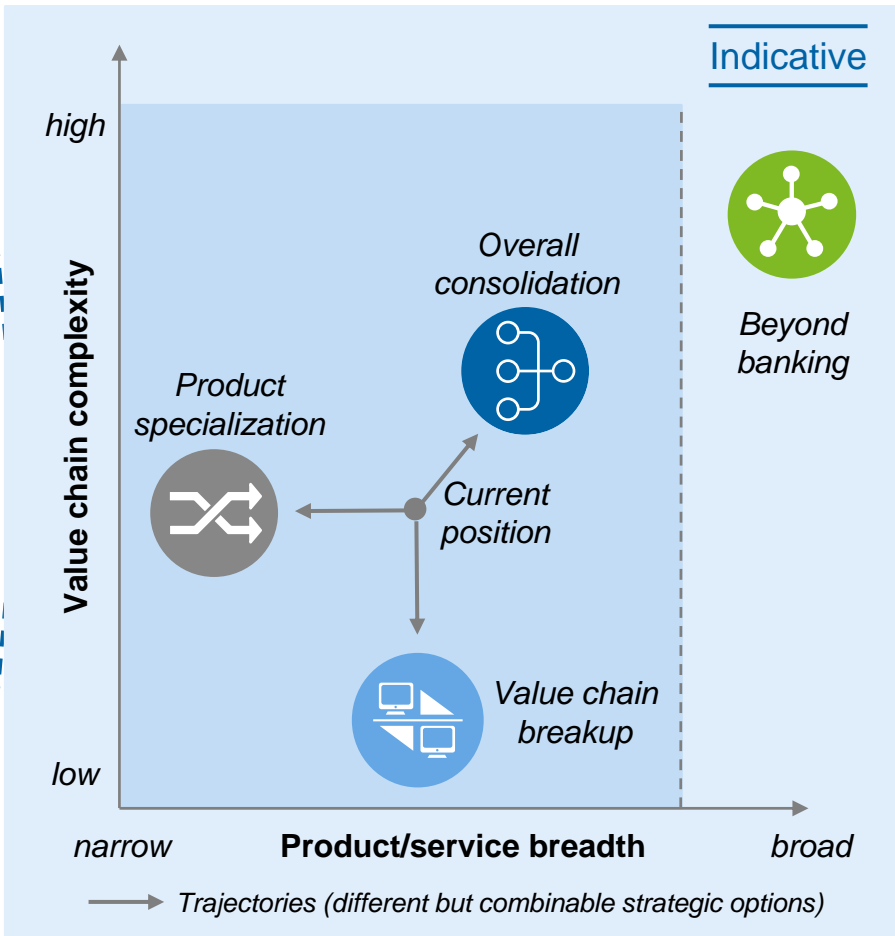 Indicative
high
Overall
consolidation
Beyond
banking
Product
specialization
Value chain complexity
Current
position
Value chain
breakup
low
narrow
Product/service breadth
broad
Trajectories (different but combinable strategic options)